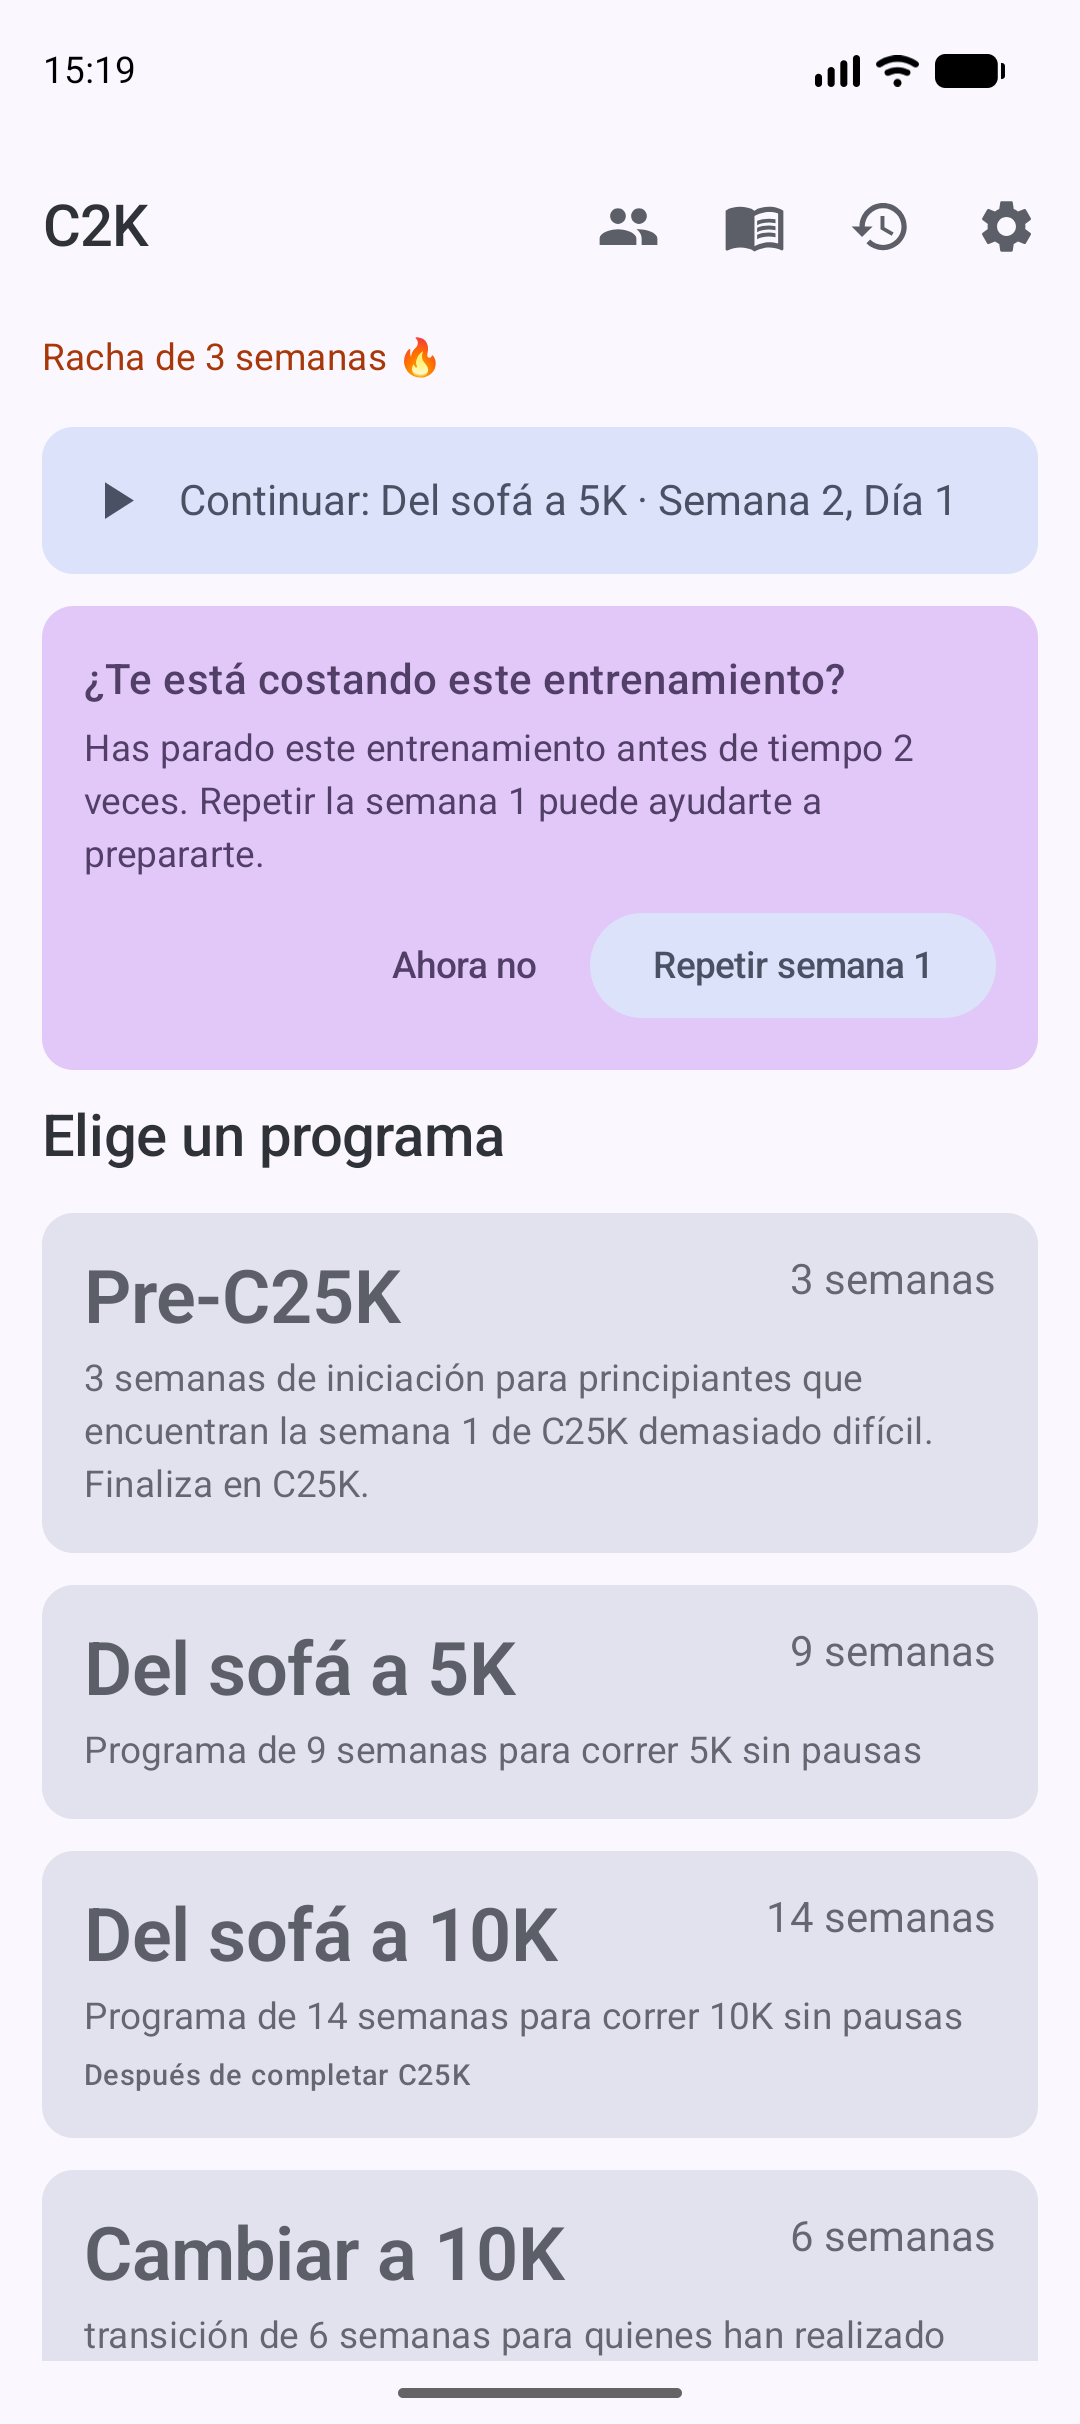 15:19
C2K
Racha de 3 semanas 🔥
Continuar: Del sofá a 5K · Semana 2, Día 1
¿Te está costando este entrenamiento?
Has parado este entrenamiento antes de tiempo 2
veces. Repetir la semana 1 puede ayudarte a
prepararte.
Ahora no
Repetir semana 1
Elige un programa
Pre-C25K
3 semanas
3 semanas de iniciación para principiantes que
encuentran la semana 1 de C25K demasiado difícil.
Finaliza en C25K.
Del sofá a 5K
9 semanas
Programa de 9 semanas para correr 5K sin pausas
Del sofá a 10K
14 semanas
Programa de 14 semanas para correr 10K sin pausas
Después de completar C25K
Cambiar a 10K
6 semanas
transición de 6 semanas para quienes han realizado